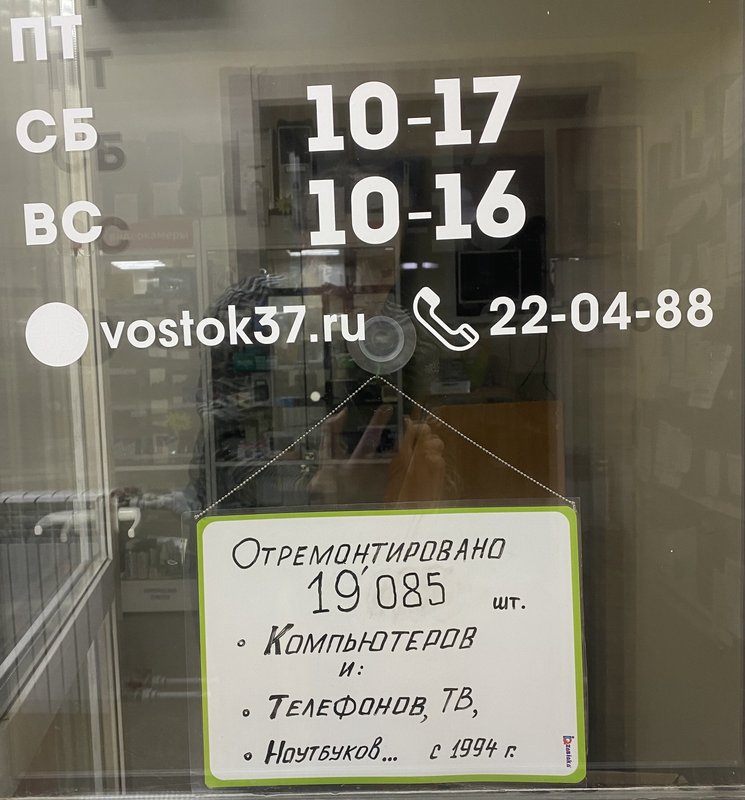 ПТ
СБ 10-17
ВС 10-16
видеокамеры
vostok37.ru 22-04-88
Отремонтировано
19'085 шт.
• Компьютеров
и:
• Телефонов, ТВ,
• Ноутбуков... с 1994 г.